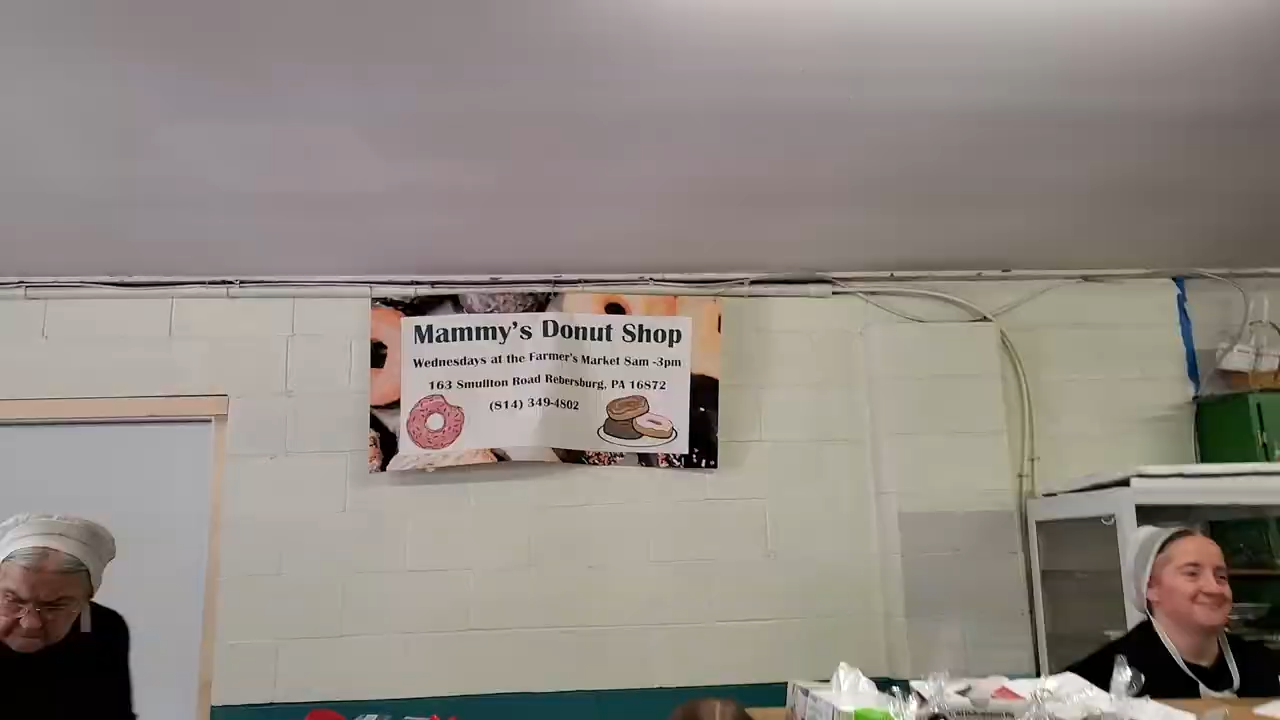 Mammy's Donut Shop
Wednesdays at the Farmer's Market 8am -3pm
163 Smullton Road Rebersburg, PA 16872
(814) 349-4802